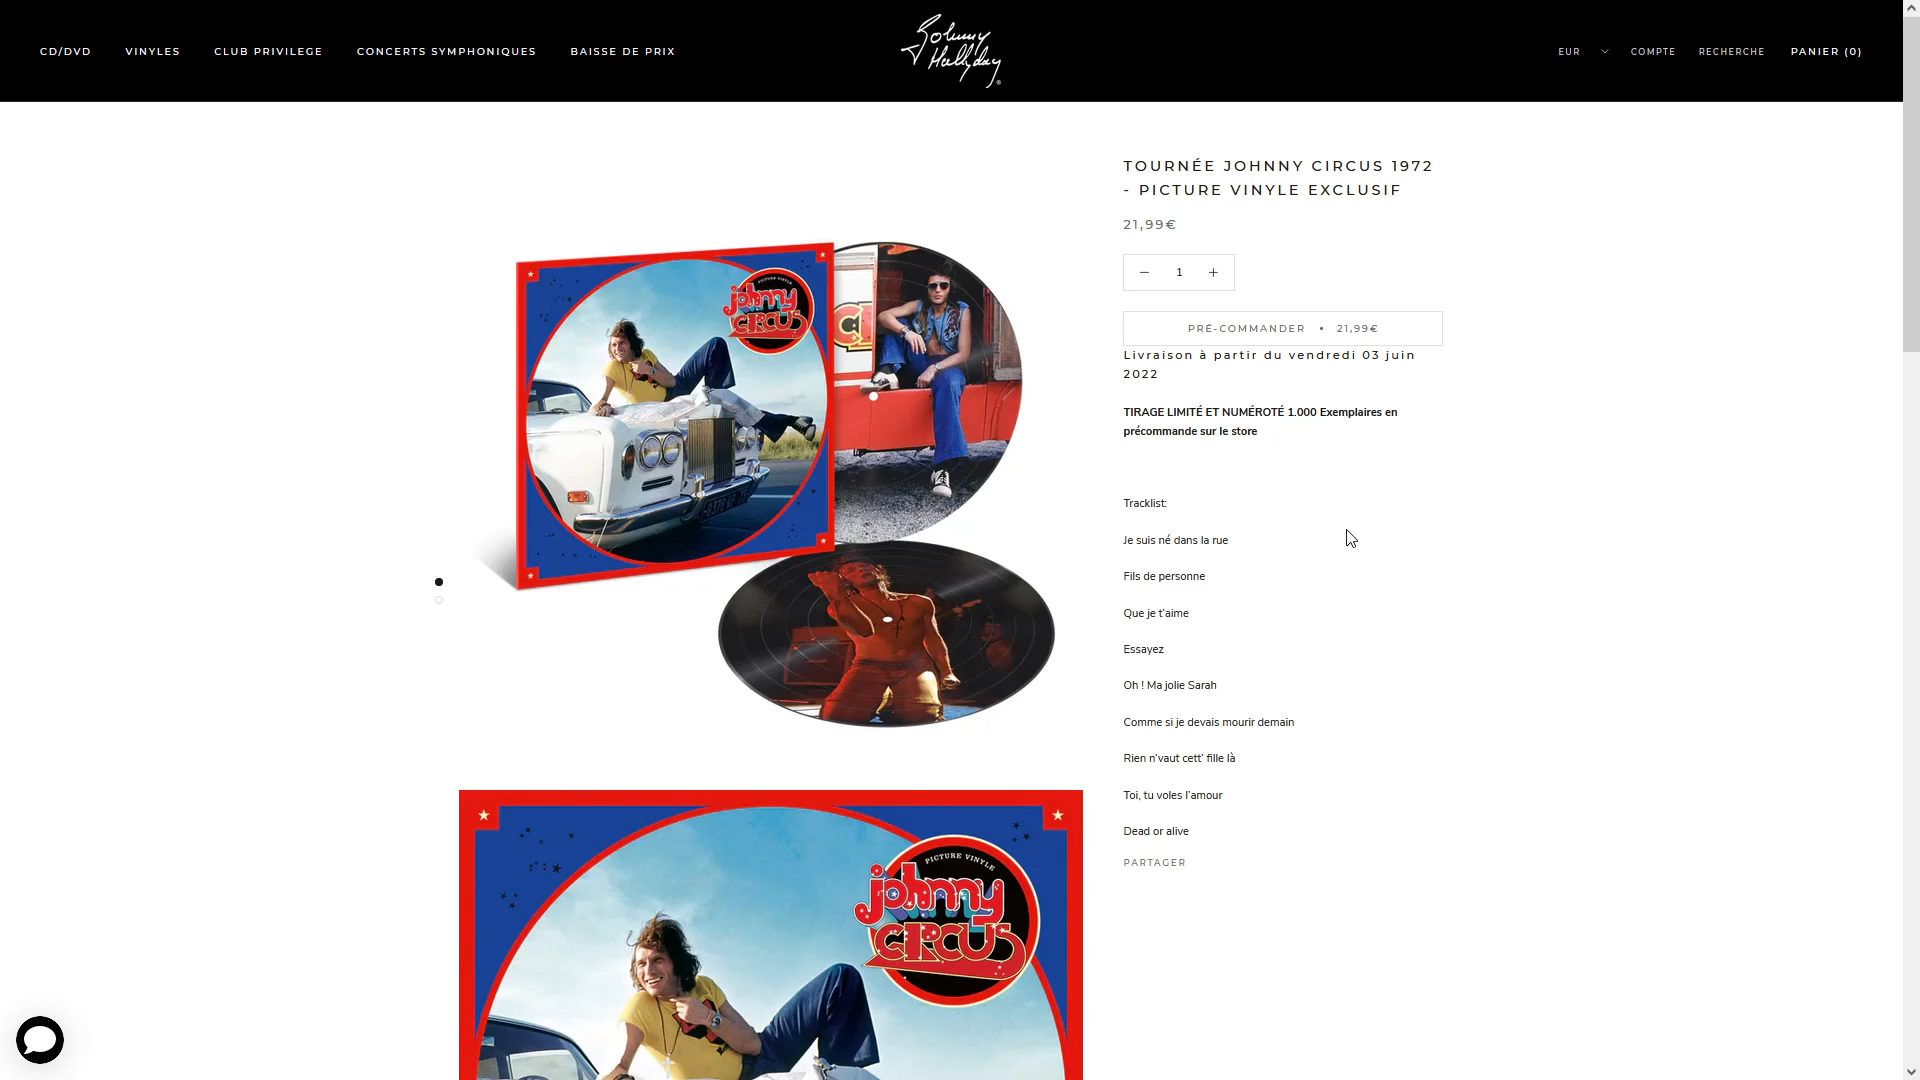 CD/DVD
VINYLES
CLUB PRIVILEGE
CONCERTS SYMPHONIQUES
BAISSE DE PRIX
Johnny
Hallyday
®
EUR
COMPTE
RECHERCHE
PANIER (0)
TOURNÉE JOHNNY CIRCUS 1972
- PICTURE VINYLE EXCLUSIF
21,99€
1
PRÉ-COMMANDER • 21,99€
Livraison à partir du vendredi 03 juin
2022
TIRAGE LIMITÉ ET NUMÉROTÉ 1.000 Exemplaires en
précommande sur le store
Tracklist:
Je suis né dans la rue
Fils de personne
Que je t'aime
Essayez
Oh ! Ma jolie Sarah
Comme si je devais mourir demain
Rien n'vaut cett' fille là
Toi, tu voles l'amour
Dead or alive
PARTAGER
PICTURE VINYLE
johnny
CIRCUS
PICTURE VINYLE
johnny
CIRCUS